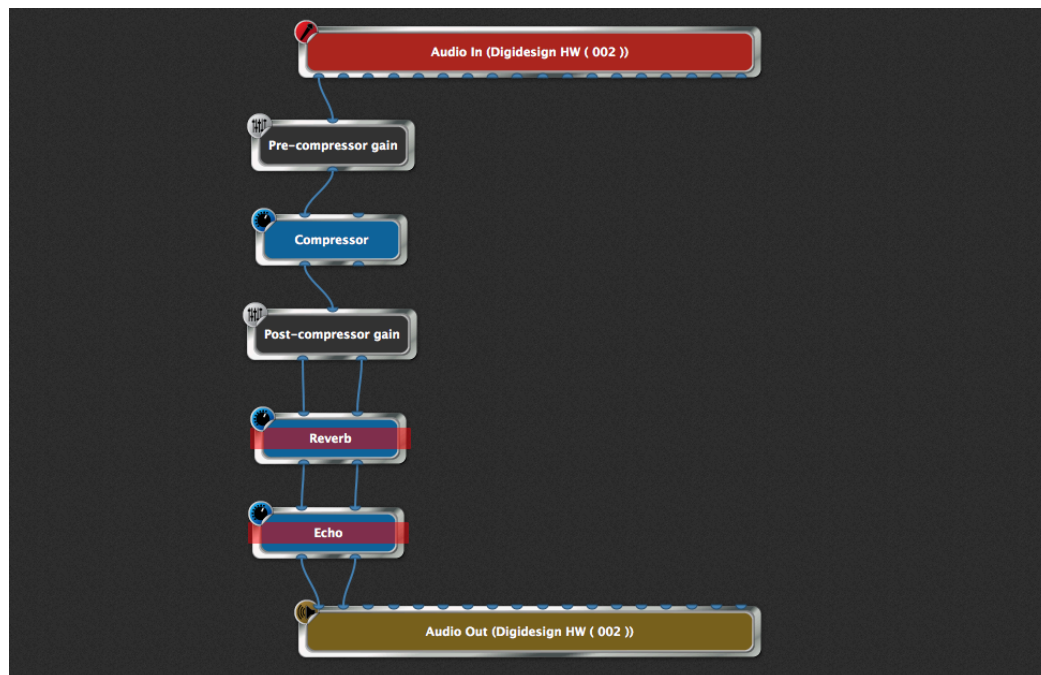 Audio In (Digidesign HW ( 002 ))
Pre-compressor gain
Compressor
Post-compressor gain
Reverb
Echo
Audio Out (Digidesign HW ( 002 ))